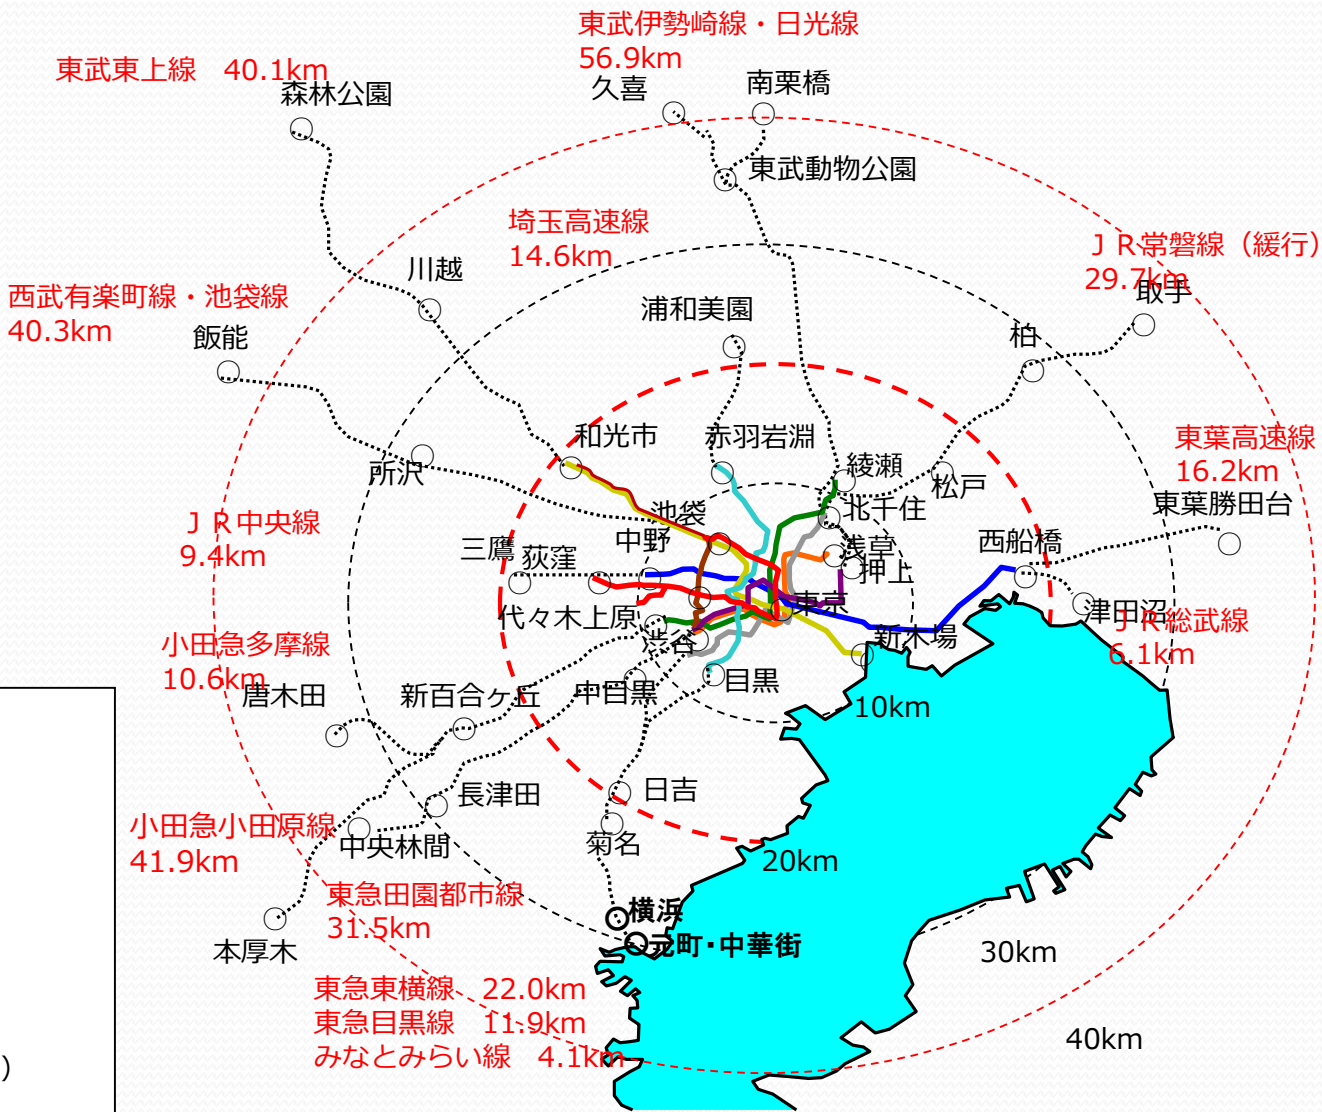 東武伊勢崎線・日光線
56.9km
東武東上線 40.1km
森林公園
久喜
南栗橋
東武動物公園
埼玉高速線
14.6km
ＪＲ常磐線（緩行）
29.7km
取手
川越
西武有楽町線・池袋線
40.3km
飯能
浦和美園
柏
和光市
赤羽岩淵
所沢
綾瀬
松戸
東葉高速線
16.2km
東葉勝田台
池袋
北千住
ＪＲ中央線
9.4km
三鷹
荻窪
中野
浅草
押上
西船橋
代々木上原
東京
津田沼
渋谷
新木場
ＪＲ総武線
6.1km
小田急多摩線
10.6km
唐木田
新百合ヶ丘
中目黒
目黒
10km
長津田
日吉
小田急小田原線
41.9km
中央林間
菊名
20km
東急田園都市線
31.5km
横浜
本厚木
元町・中華街
30km
東急東横線 22.0km
東急目黒線 11.9km
みなとみらい線 4.1km
40km
）